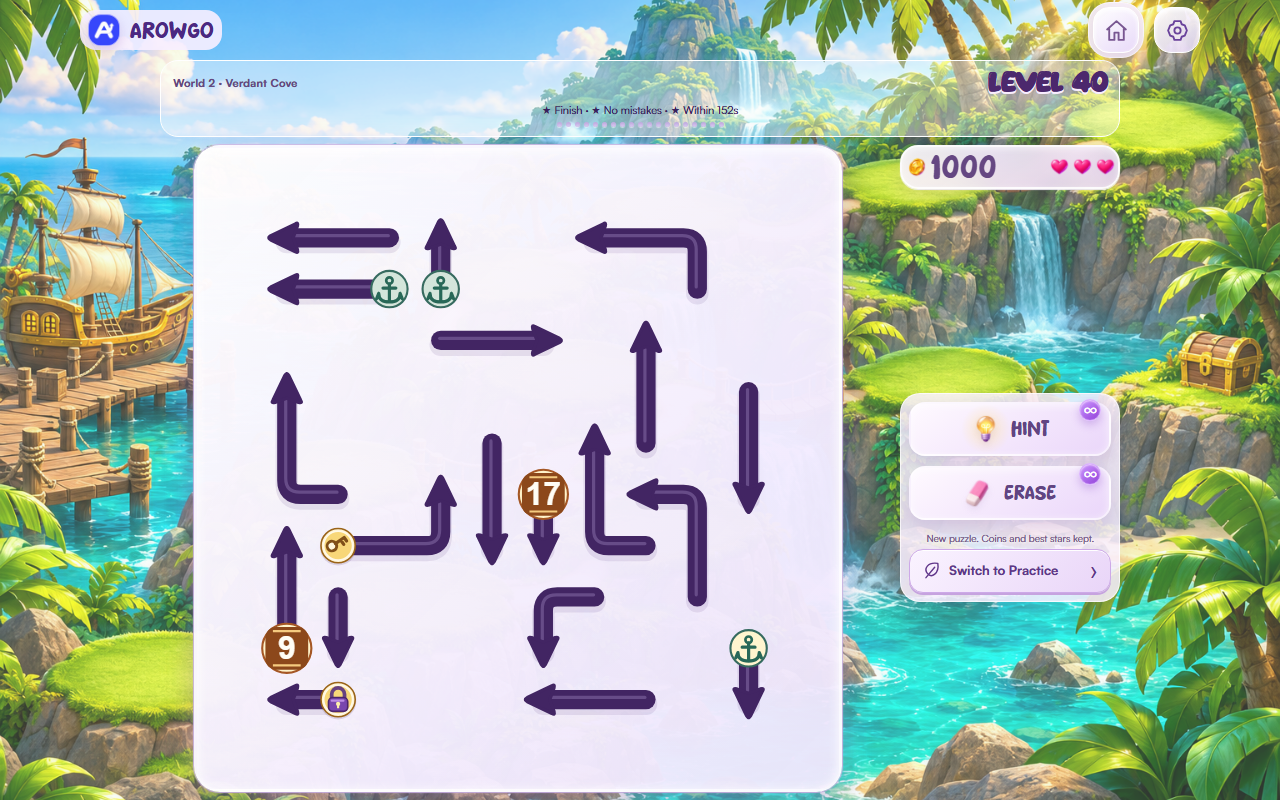 AROWGO
World 2 • Verdant Cove
LEVEL 40
★ Finish • ★ No mistakes • ★ Within 152s
1000
17
9
HINT
∞
ERASE
∞
New puzzle. Coins and best stars kept.
Switch to Practice ›